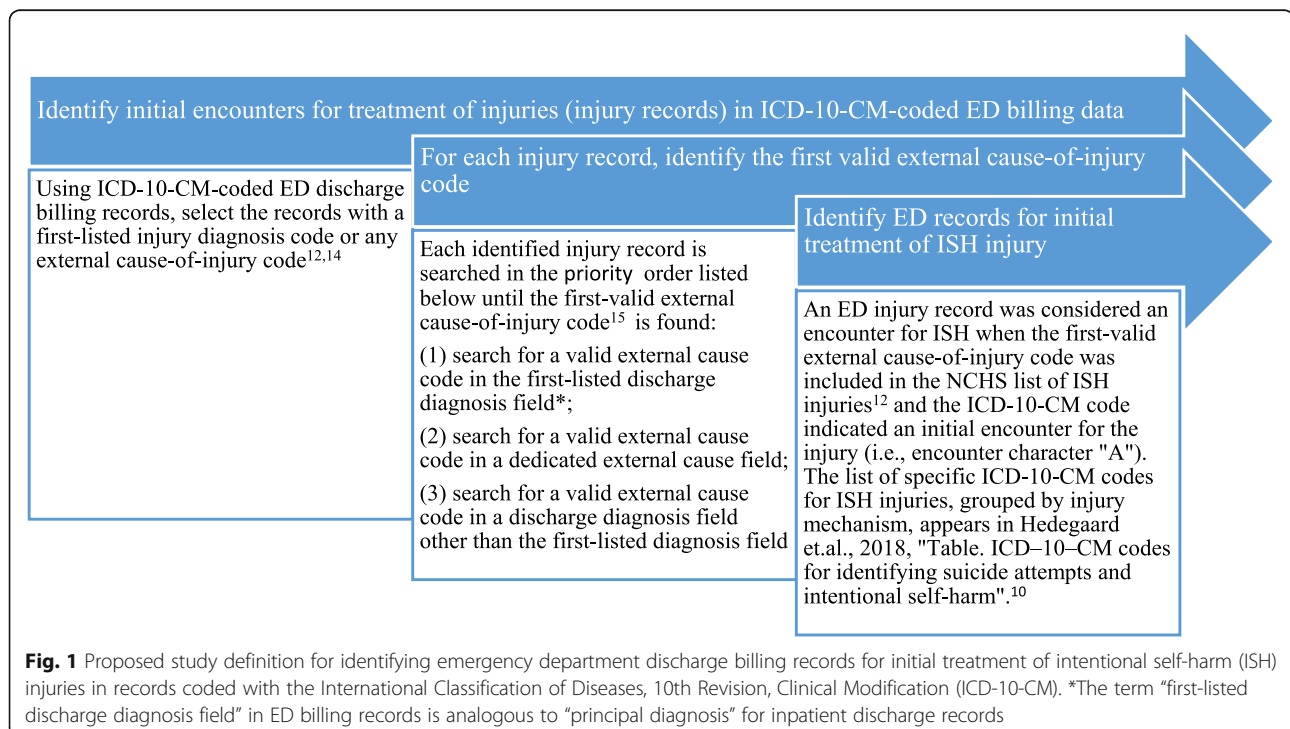 Identify initial encounters for treatment of injuries (injury records) in ICD-10-CM-coded ED billing data
Using ICD-10-CM-coded ED discharge
billing records, select the records with a
first-listed injury diagnosis code or any
external cause-of-injury code12,14
For each injury record, identify the first valid external cause-of-injury
code
Each identified injury record is
searched in the priority order listed
below until the first-valid external
cause-of-injury code15 is found:
(1) search for a valid external cause
code in the first-listed discharge
diagnosis field*;
(2) search for a valid external cause
code in a dedicated external cause field;
(3) search for a valid external cause
code in a discharge diagnosis field
other than the first-listed diagnosis field
Identify ED records for initial
treatment of ISH injury
An ED injury record was considered an
encounter for ISH when the first-valid
external cause-of-injury code was
included in the NCHS list of ISH
injuries12 and the ICD-10-CM code
indicated an initial encounter for the
injury (i.e., encounter character "A").
The list of specific ICD-10-CM codes
for ISH injuries, grouped by injury
mechanism, appears in Hedegaard
et.al., 2018, "Table. ICD–10–CM codes
for identifying suicide attempts and
intentional self-harm".10
Fig. 1 Proposed study definition for identifying emergency department discharge billing records for initial treatment of intentional self-harm (ISH)
injuries in records coded with the International Classification of Diseases, 10th Revision, Clinical Modification (ICD-10-CM). *The term “first-listed
discharge diagnosis field” in ED billing records is analogous to “principal diagnosis” for inpatient discharge records